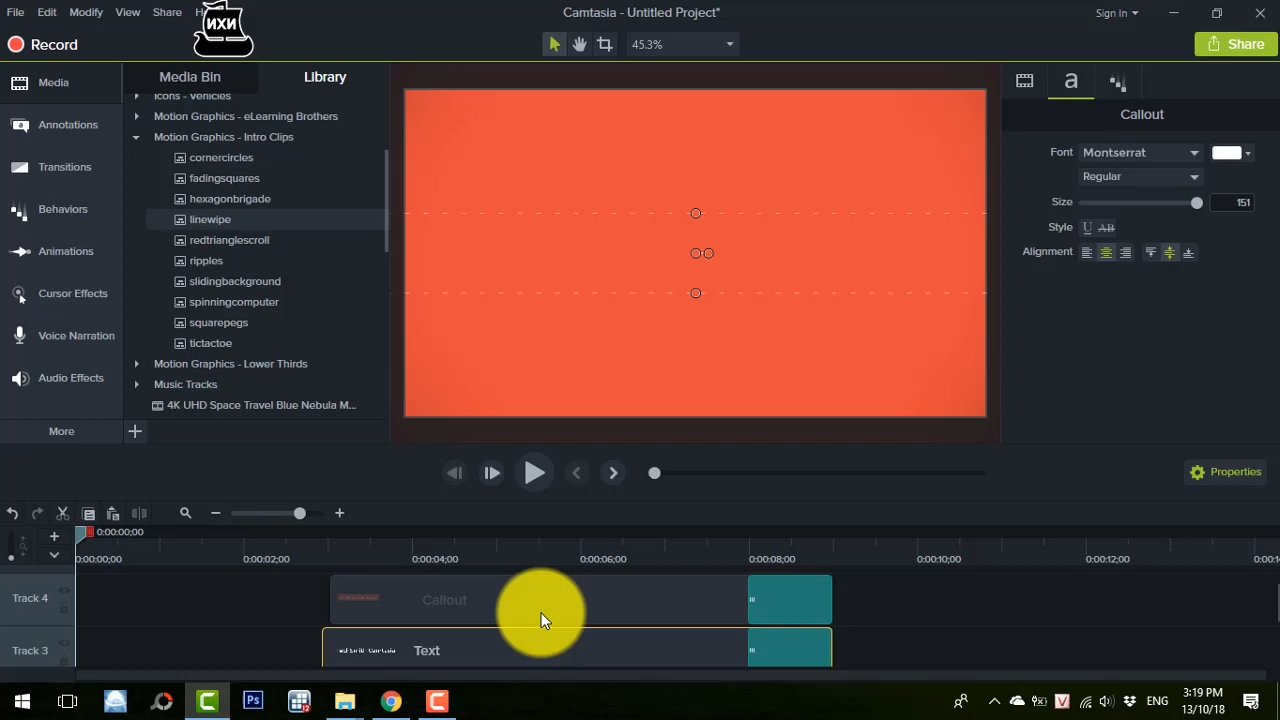 File Edit Modify View Share
ИХИ
Camtasia - Untitled Project*
Sign In
Record
45.3%
Share
Media
Annotations
Transitions
Behaviors
Animations
Cursor Effects
Voice Narration
Audio Effects
More
Media Bin
Library
Icons - Vehicles
Motion Graphics - eLearning Brothers
Motion Graphics - Intro Clips
cornercircles
fadingsquares
hexagonbrigade
linewipe
redtrianglescroll
ripples
slidingbackground
spinningcomputer
squarepegs
tictactoe
Motion Graphics - Lower Thirds
Music Tracks
4K UHD Space Travel Blue Nebula M...
a
Callout
Font Montserrat
Regular
Size 151
Style U AB
Alignment
Properties
0:00:00;00
0:00:00;00 0:00:02;00 0:00:04;00 0:00:06;00 0:00:08;00 0:00:10;00 0:00:12;00
Track 4 Callout
Track 3 Text
Ps
12
V
ENG
3:19 PM
13/10/18